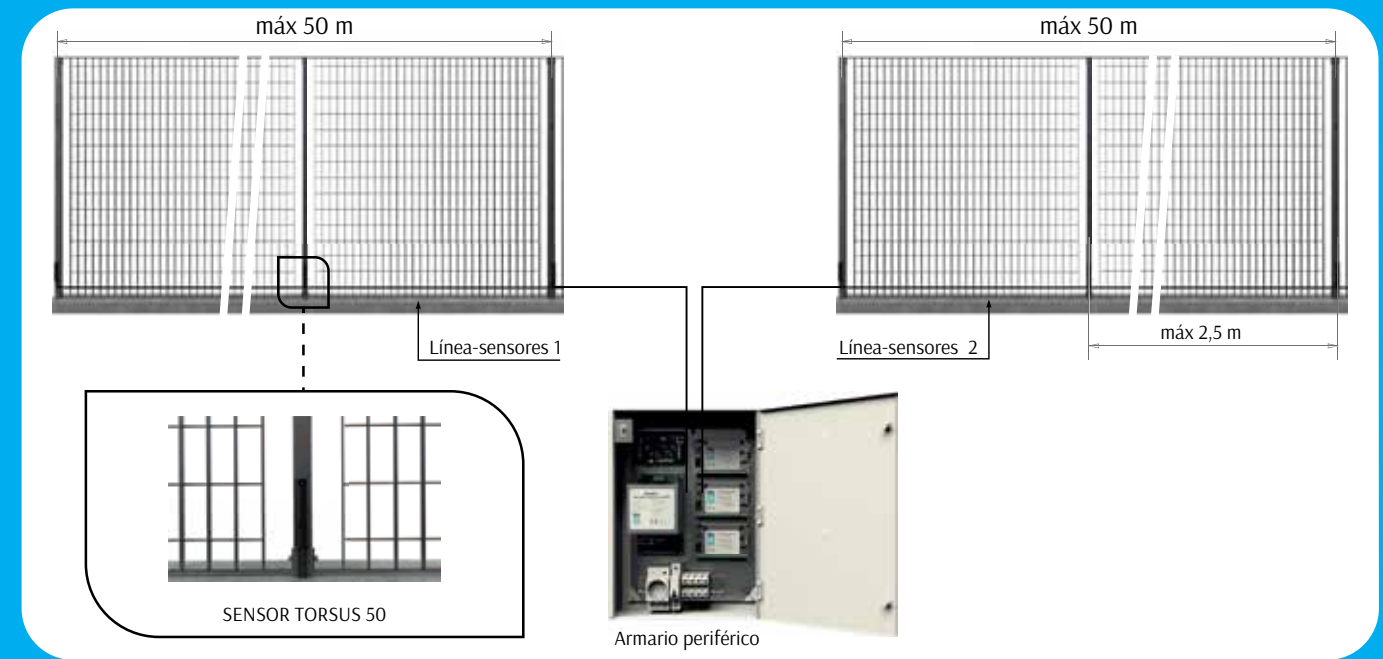 máx 50 m
máx 50 m
Línea-sensores 1
Línea-sensores 2
máx 2,5 m
SENSOR TORSUS 50
Armario periférico